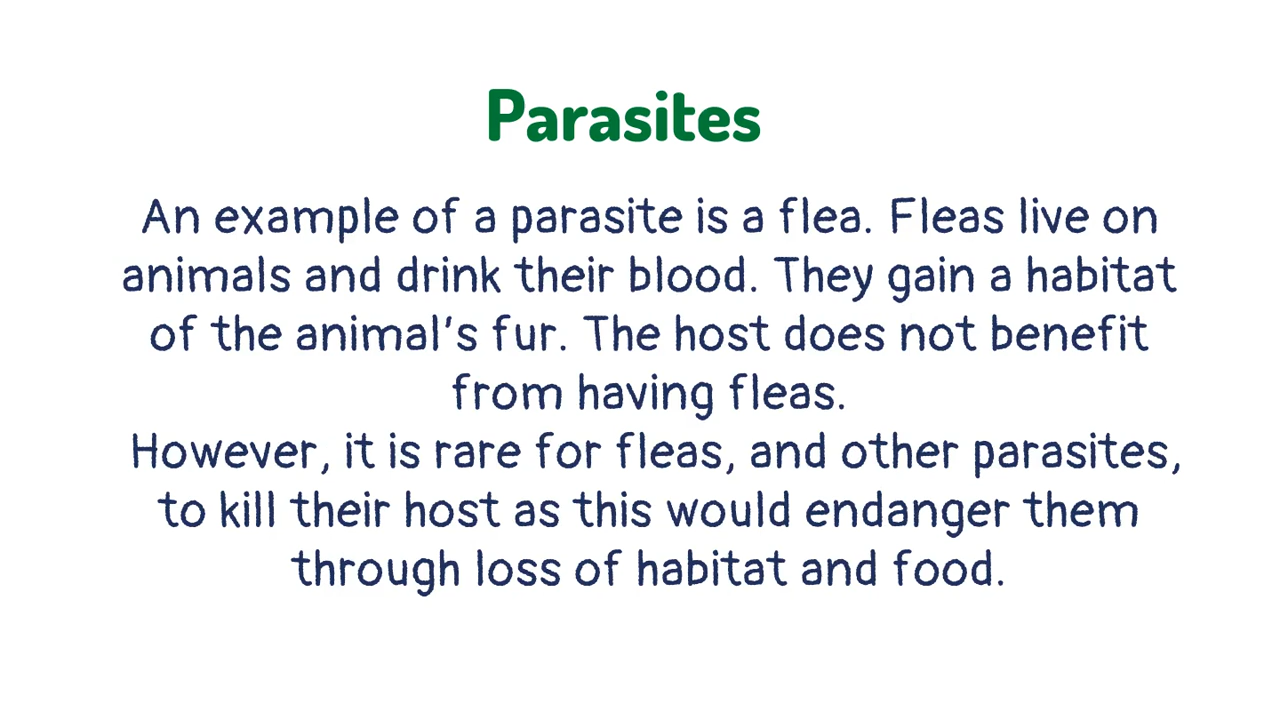 Parasites
An example of a parasite is a flea. Fleas live on
animals and drink their blood. They gain a habitat
of the animal's fur. The host does not benefit
from having fleas.
However, it is rare for fleas, and other parasites,
to kill their host as this would endanger them
through loss of habitat and food.